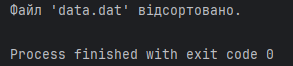 Файл 'data.dat' відсортовано.
Process finished with exit code 0